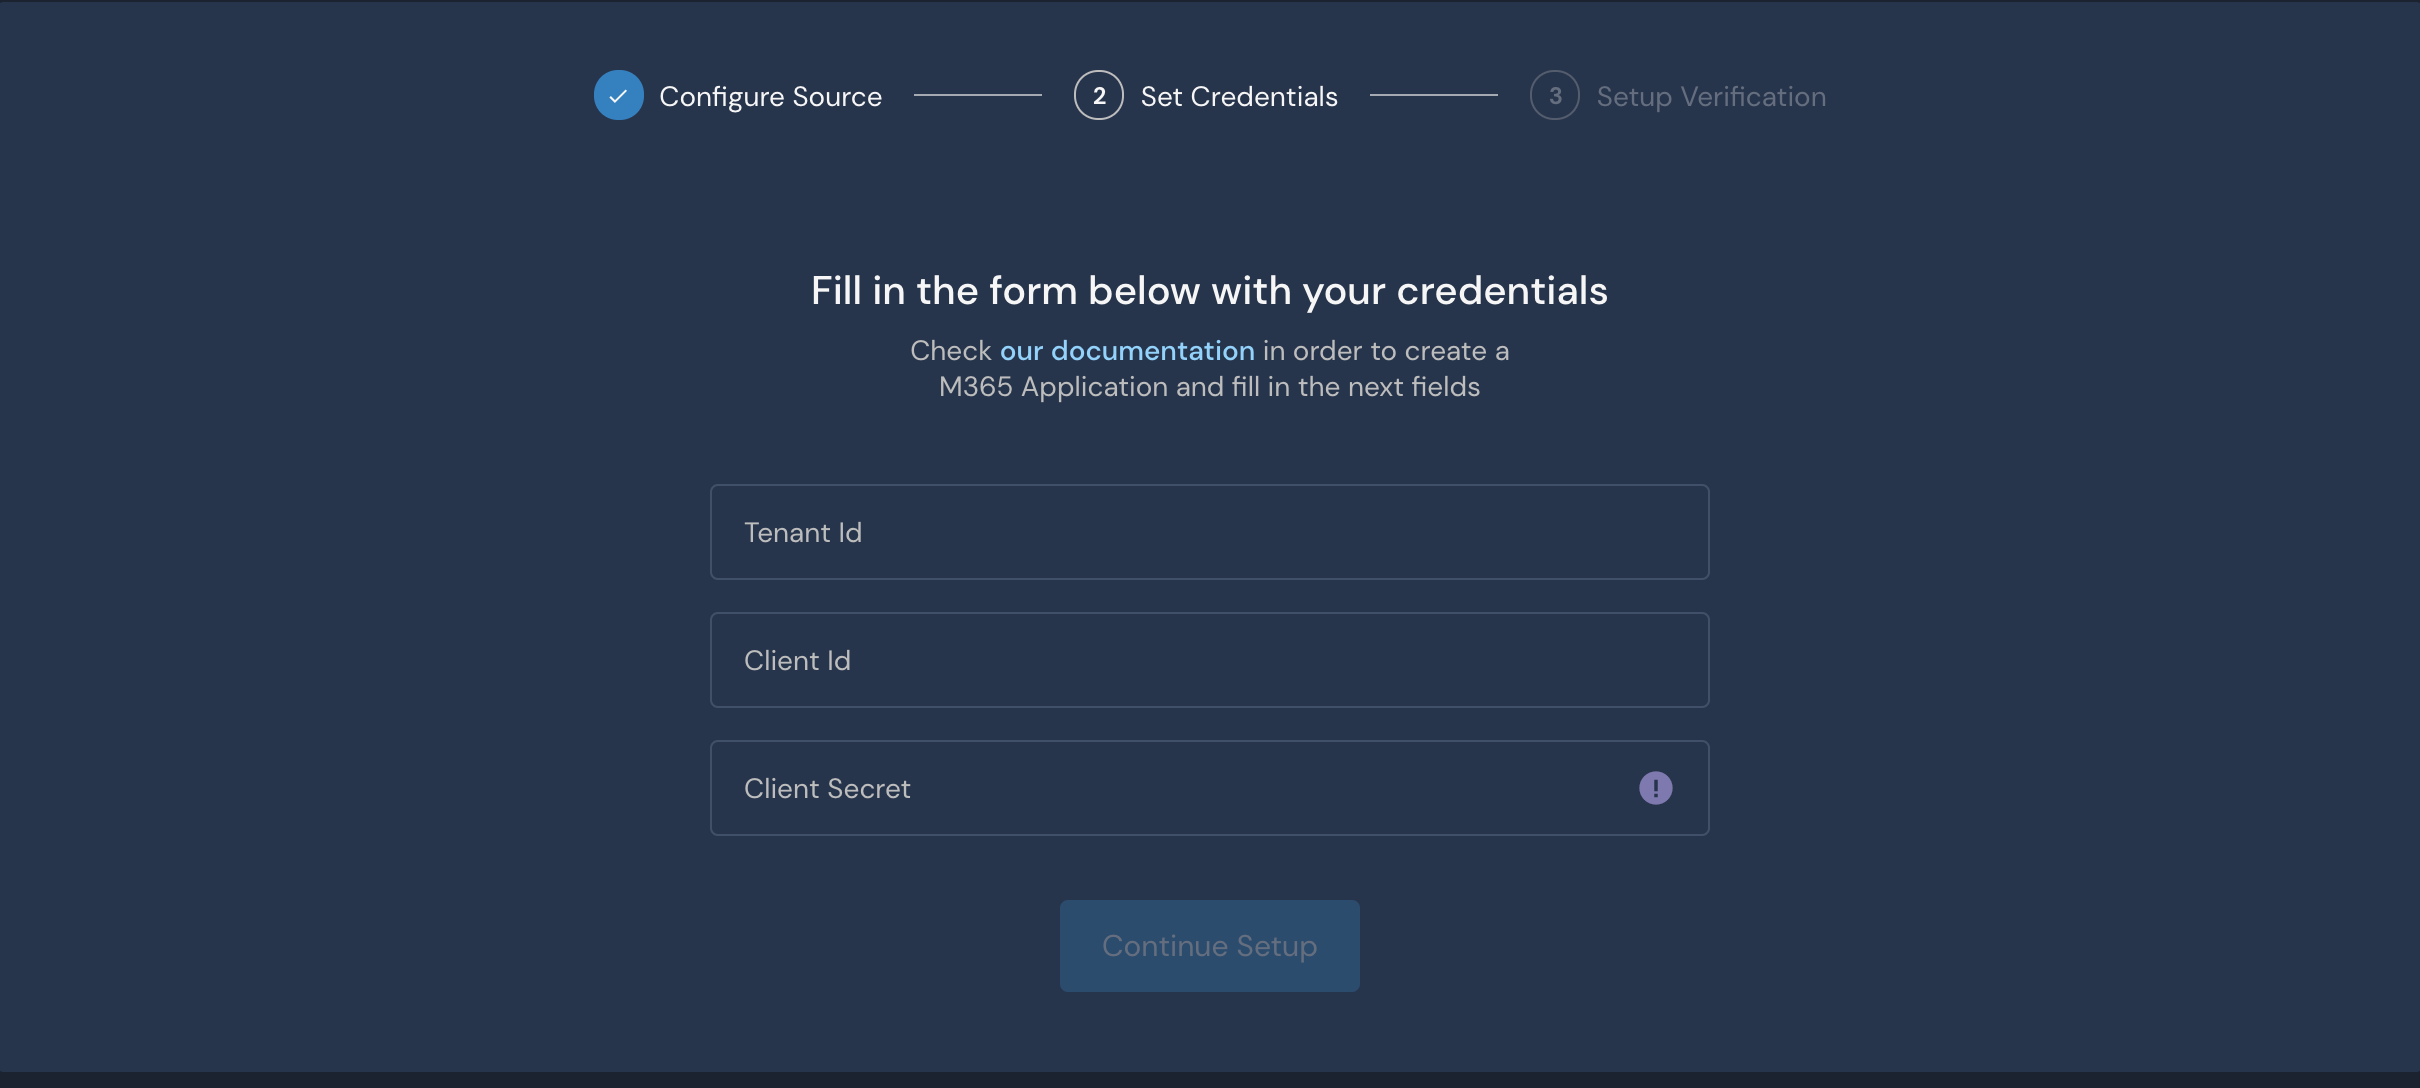 Configure Source
2 Set Credentials
3 Setup Verification
Fill in the form below with your credentials
Check our documentation in order to create a
M365 Application and fill in the next fields
Tenant Id
Client Id
Client Secret
!
Continue Setup